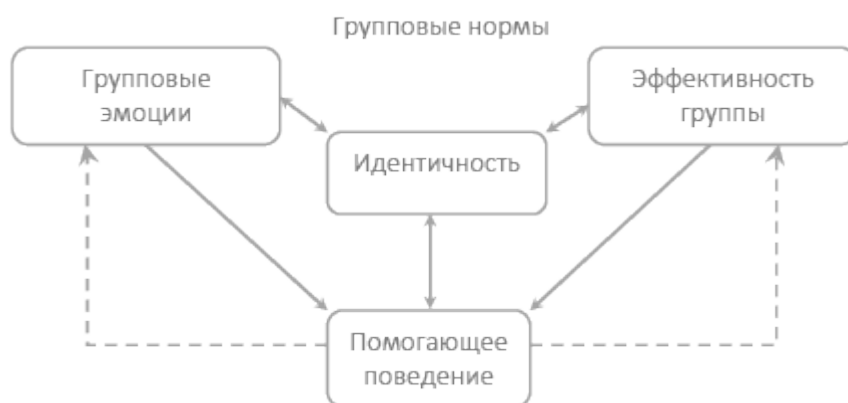 Групповые нормы
Групповые
эмоции
Эффективность
группы
Идентичность
Помогающее
поведение